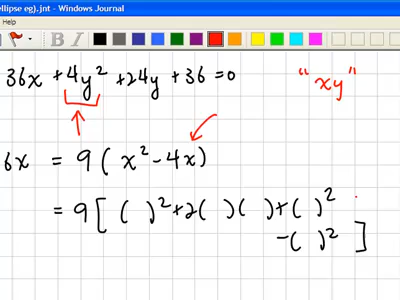 ellipse eg).jnt - Windows Journal
B I
36x + 4y² + 24y + 36 = 0
"xy"
6x = 9 ( x² - 4x )
= 9 [ ( )² + 2 ( ) ( ) + ( )²
- ( )² ]